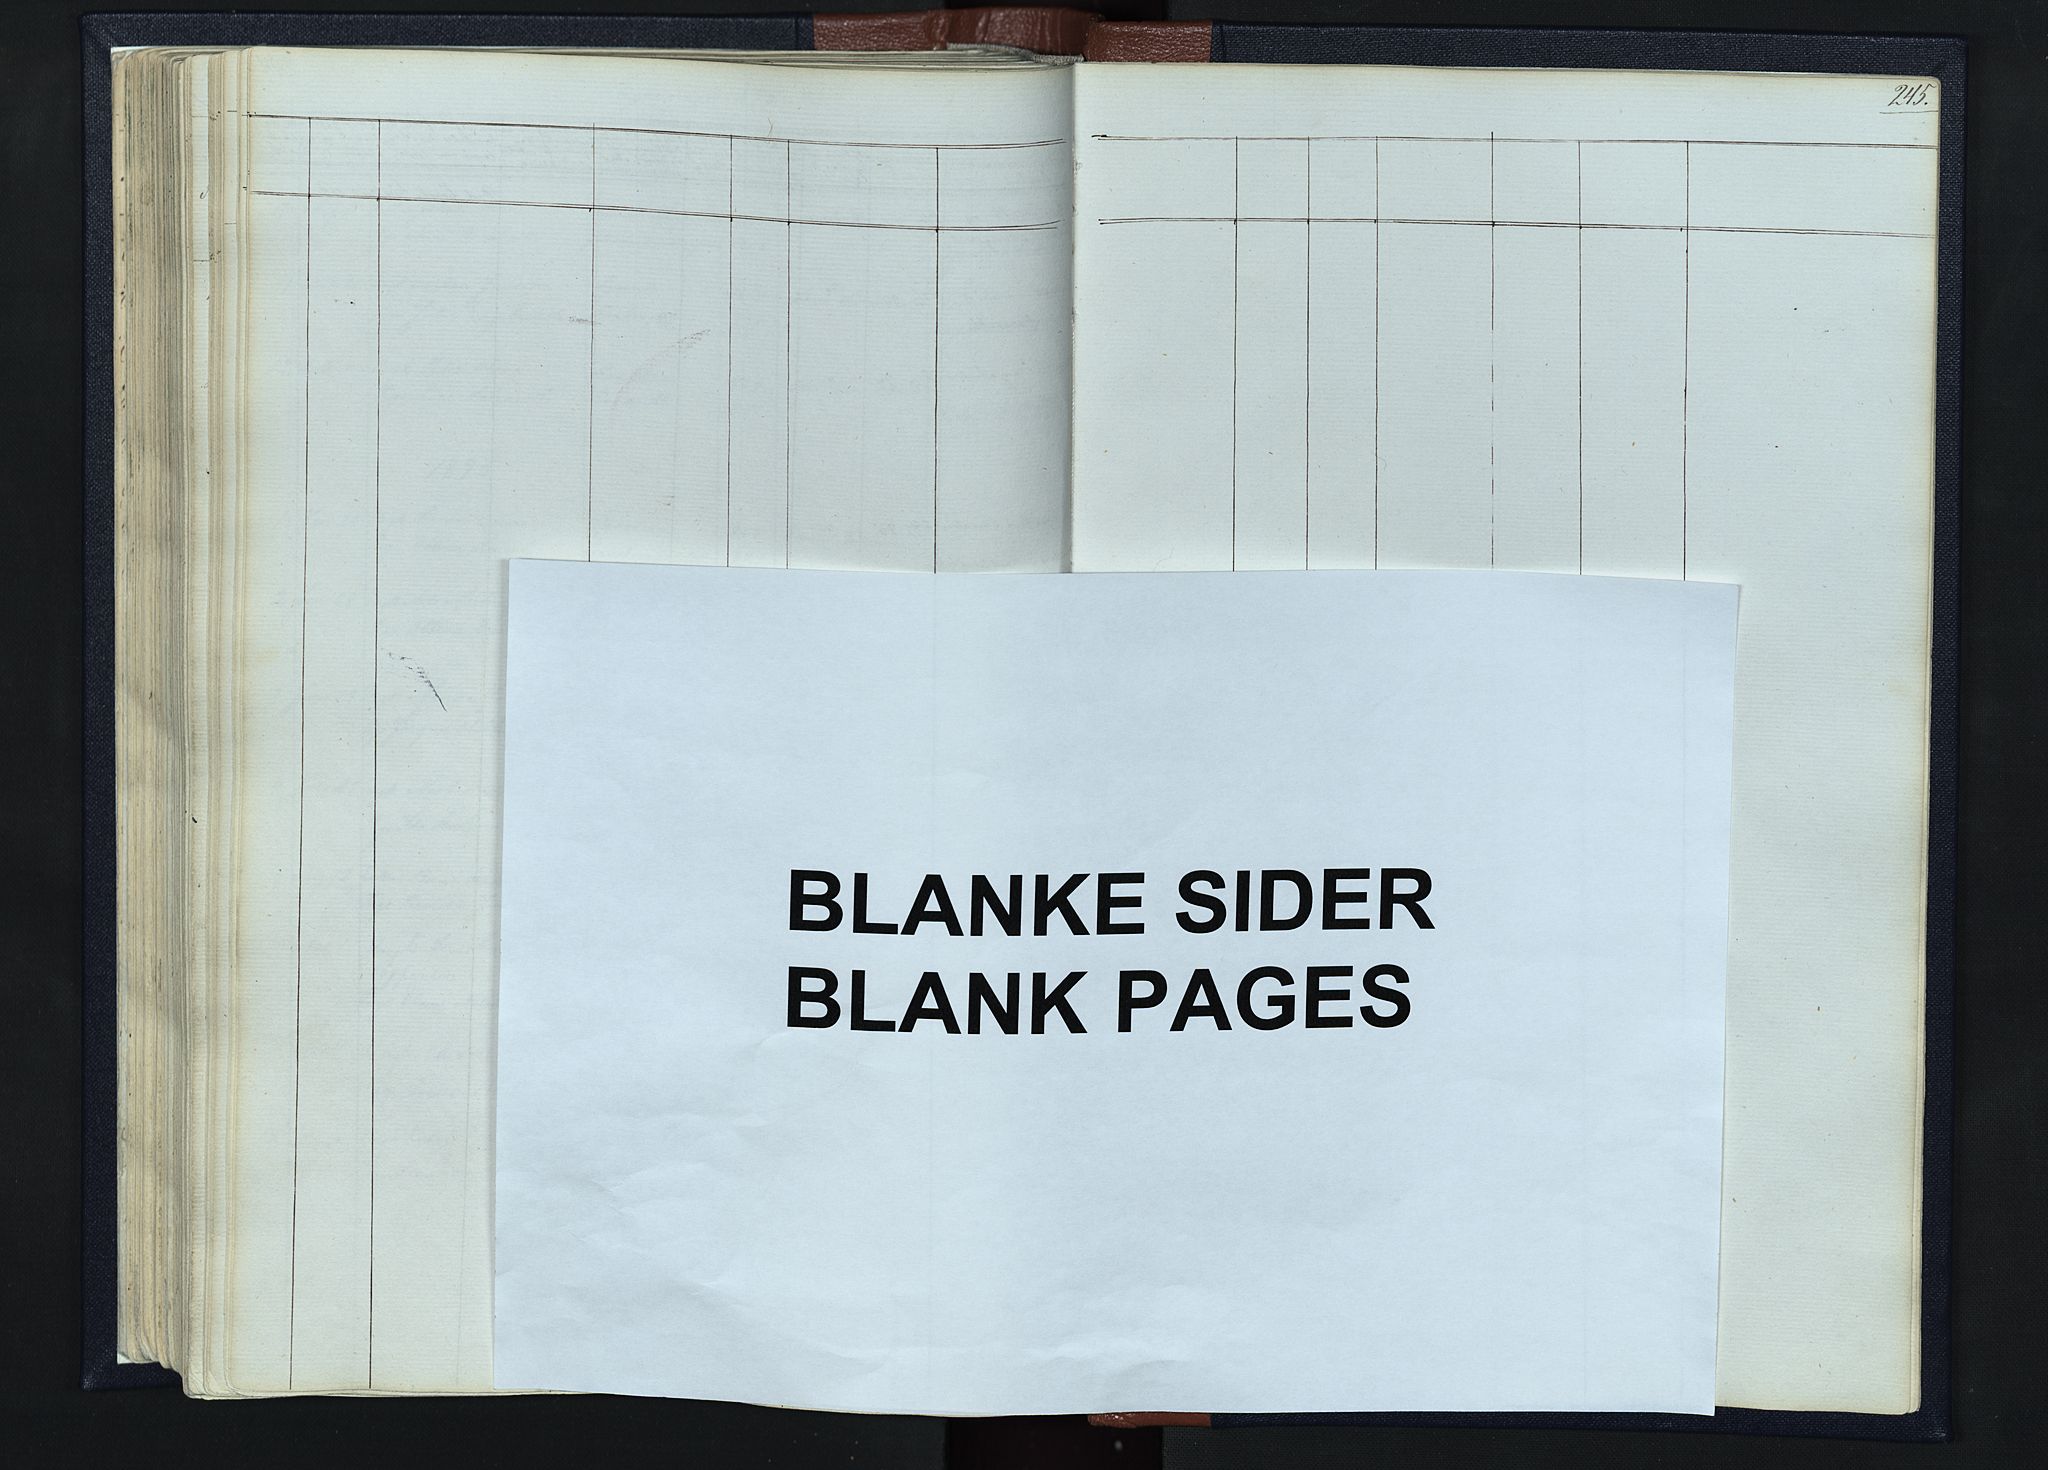 245.
BLANKE SIDER
BLANK PAGES